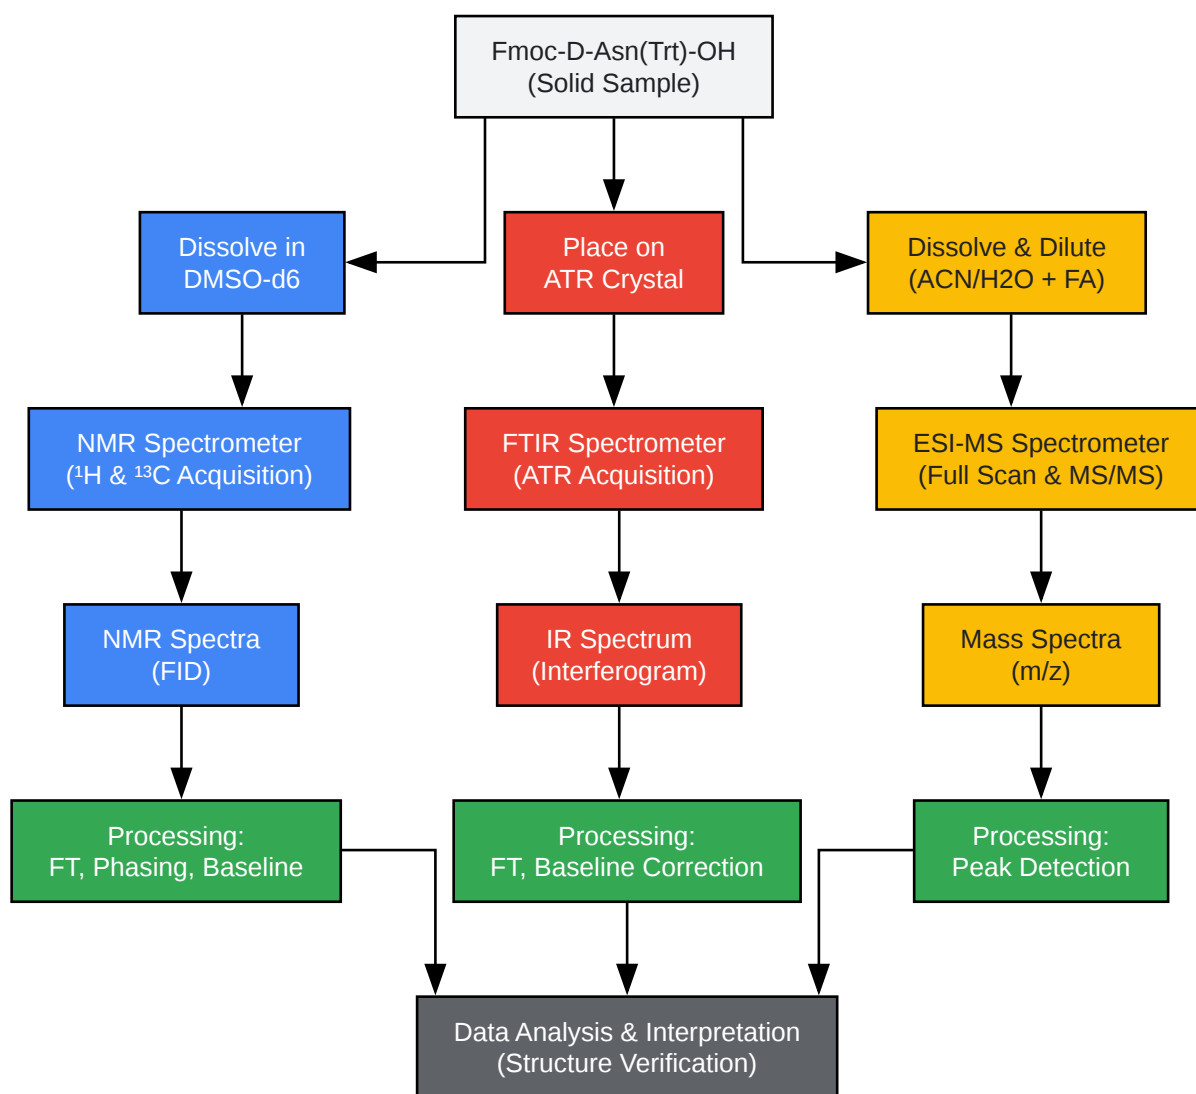 Fmoc-D-Asn(Trt)-OH
(Solid Sample)
Dissolve in
DMSO-d6
Place on
ATR Crystal
Dissolve & Dilute
(ACN/H2O + FA)
NMR Spectrometer
(¹H & ¹³C Acquisition)
FTIR Spectrometer
(ATR Acquisition)
ESI-MS Spectrometer
(Full Scan & MS/MS)
NMR Spectra
(FID)
IR Spectrum
(Interferogram)
Mass Spectra
(m/z)
Processing:
FT, Phasing, Baseline
Processing:
FT, Baseline Correction
Processing:
Peak Detection
Data Analysis & Interpretation
(Structure Verification)